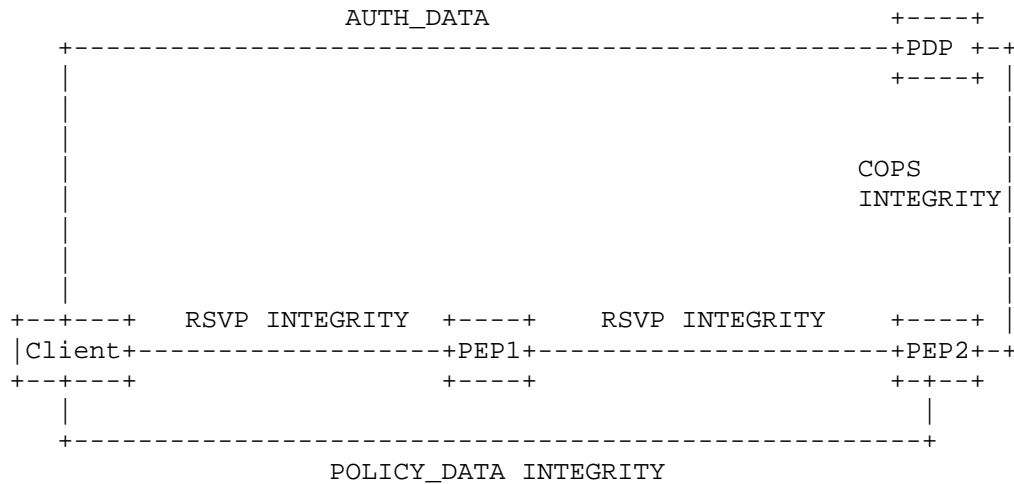 AUTH_DATA
PDP
COPS
INTEGRITY
RSVP INTEGRITY RSVP INTEGRITY
Client PEP1 PEP2
POLICY_DATA INTEGRITY